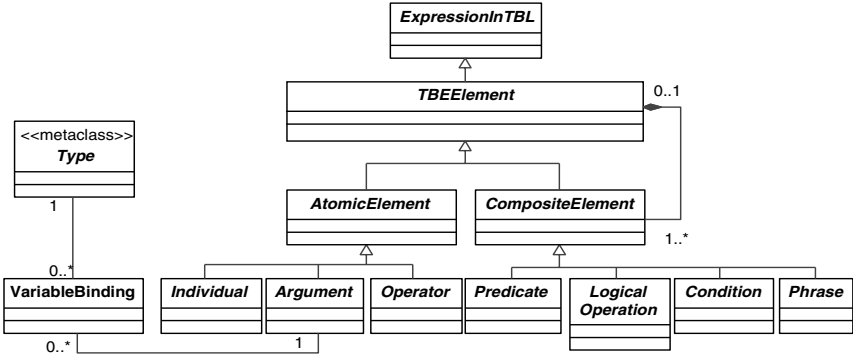 ExpressionInTBL
TBEElement
0..1
<<metaclass>>
Type
1
AtomicElement
CompositeElement
1..*
0..*
VariableBinding
Individual
Argument
Operator
Predicate
Logical
Operation
Condition
Phrase
0..*
1